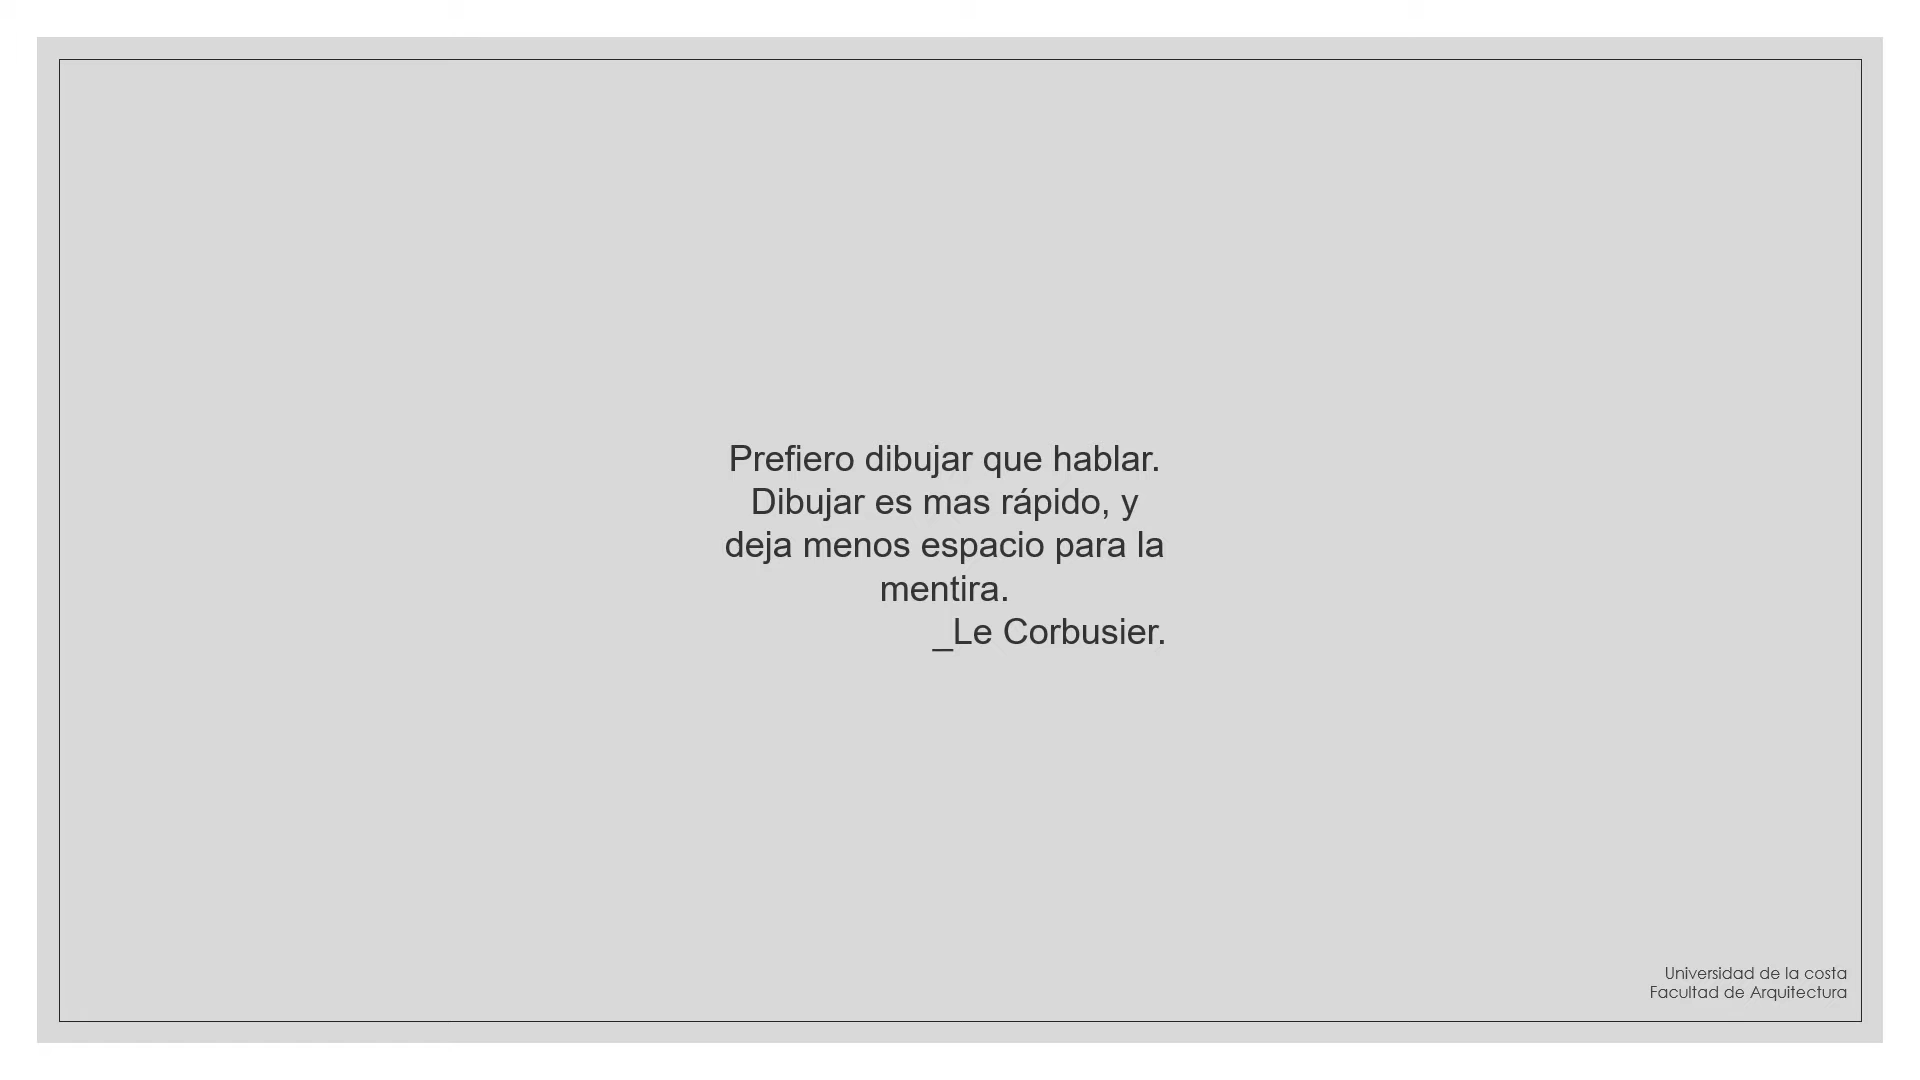 Prefiero dibujar que hablar.
Dibujar es mas rápido, y
deja menos espacio para la
mentira.
_Le Corbusier.
Universidad de la costa
Facultad de Arquitectura